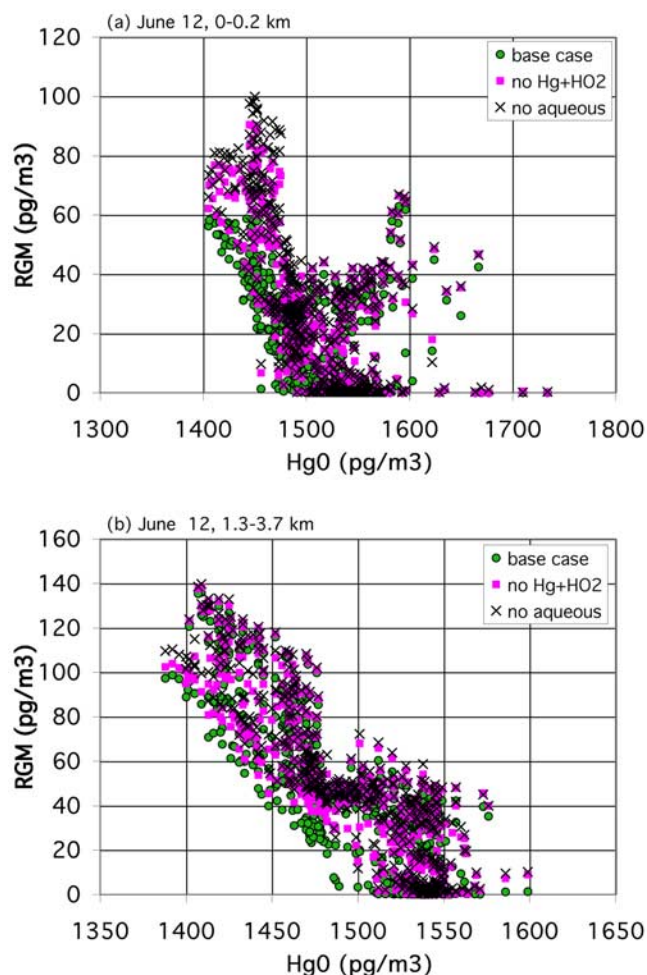 (a) June 12, 0-0.2 km
120
100
80
60
40
20
0
RGM (pg/m3)
base case
no Hg+HO2
no aqueous
1300 1400 1500 1600 1700 1800
Hg0 (pg/m3)
(b) June 12, 1.3-3.7 km
160
140
120
100
80
60
40
20
0
RGM (pg/m3)
base case
no Hg+HO2
no aqueous
1350 1400 1450 1500 1550 1600 1650
Hg0 (pg/m3)